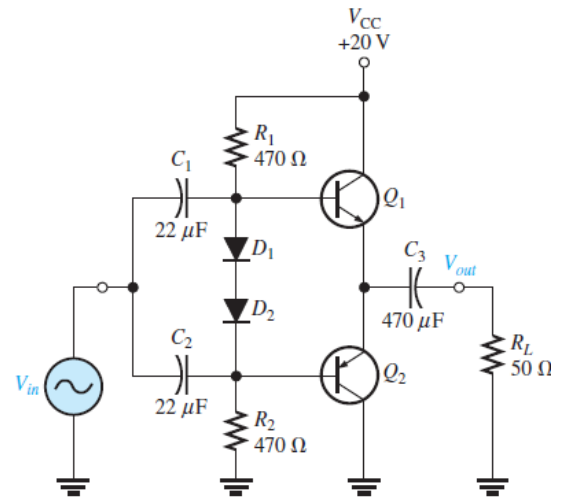 V_CC
+20 V
R_1
470 Ω
C_1
22 μF
Q_1
D_1
C_3
V_out
D_2
470 μF
C_2
22 μF
R_L
50 Ω
Q_2
V_in
R_2
470 Ω